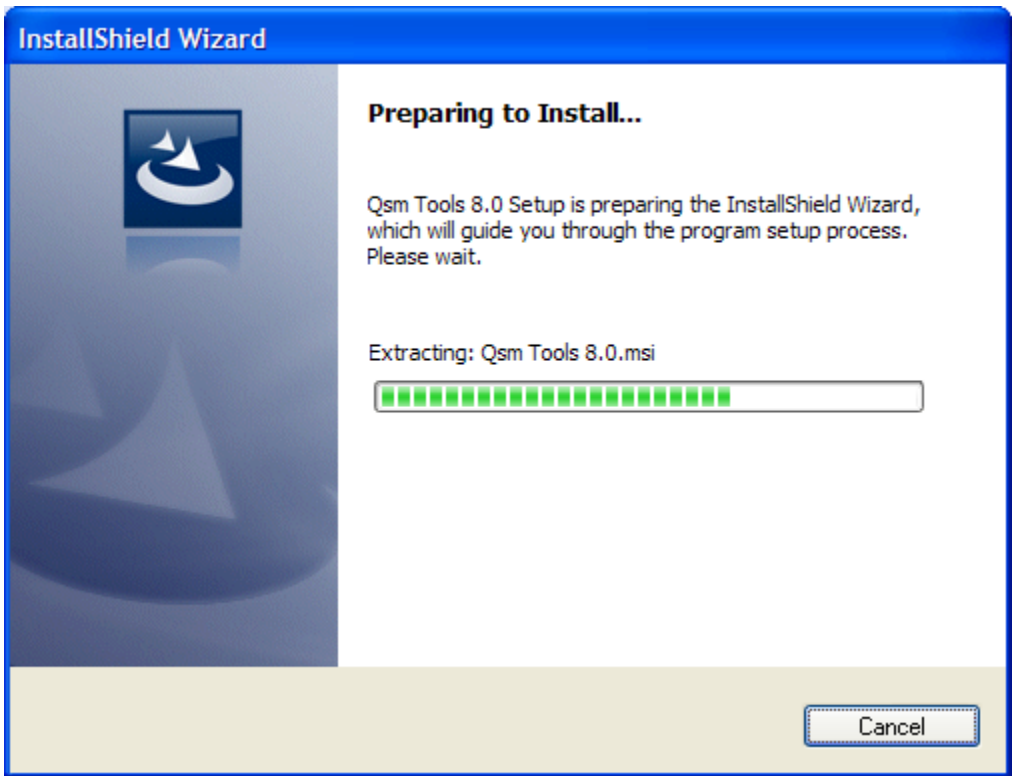 InstallShield Wizard
Preparing to Install...
Qsm Tools 8.0 Setup is preparing the InstallShield Wizard,
which will guide you through the program setup process.
Please wait.
Extracting: Qsm Tools 8.0.msi
Cancel